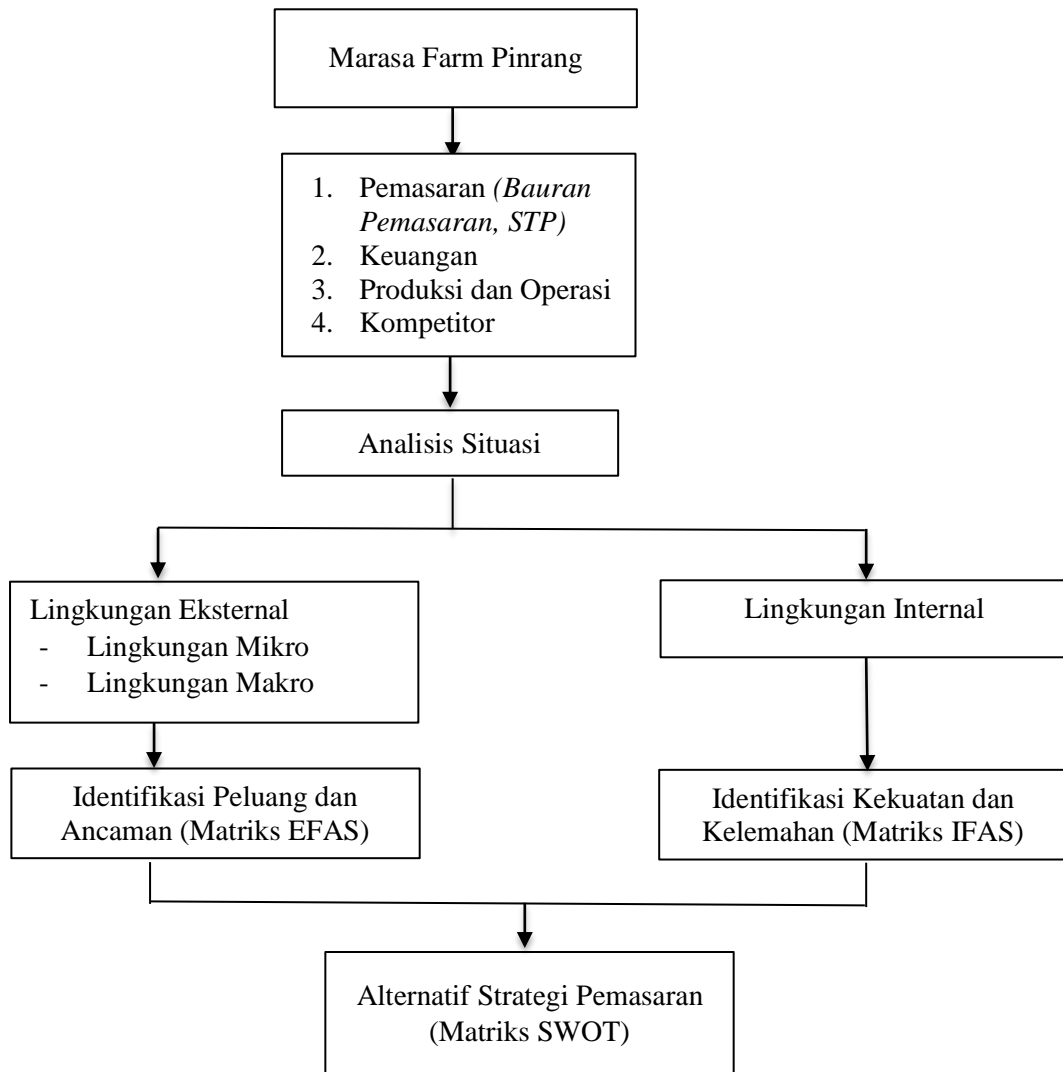 Marasa Farm Pinrang
1. Pemasaran (Bauran
Pemasaran, STP)
2. Keuangan
3. Produksi dan Operasi
4. Kompetitor
Analisis Situasi
Lingkungan Eksternal
- Lingkungan Mikro
- Lingkungan Makro
Lingkungan Internal
Identifikasi Peluang dan
Ancaman (Matriks EFAS)
Identifikasi Kekuatan dan
Kelemahan (Matriks IFAS)
Alternatif Strategi Pemasaran
(Matriks SWOT)